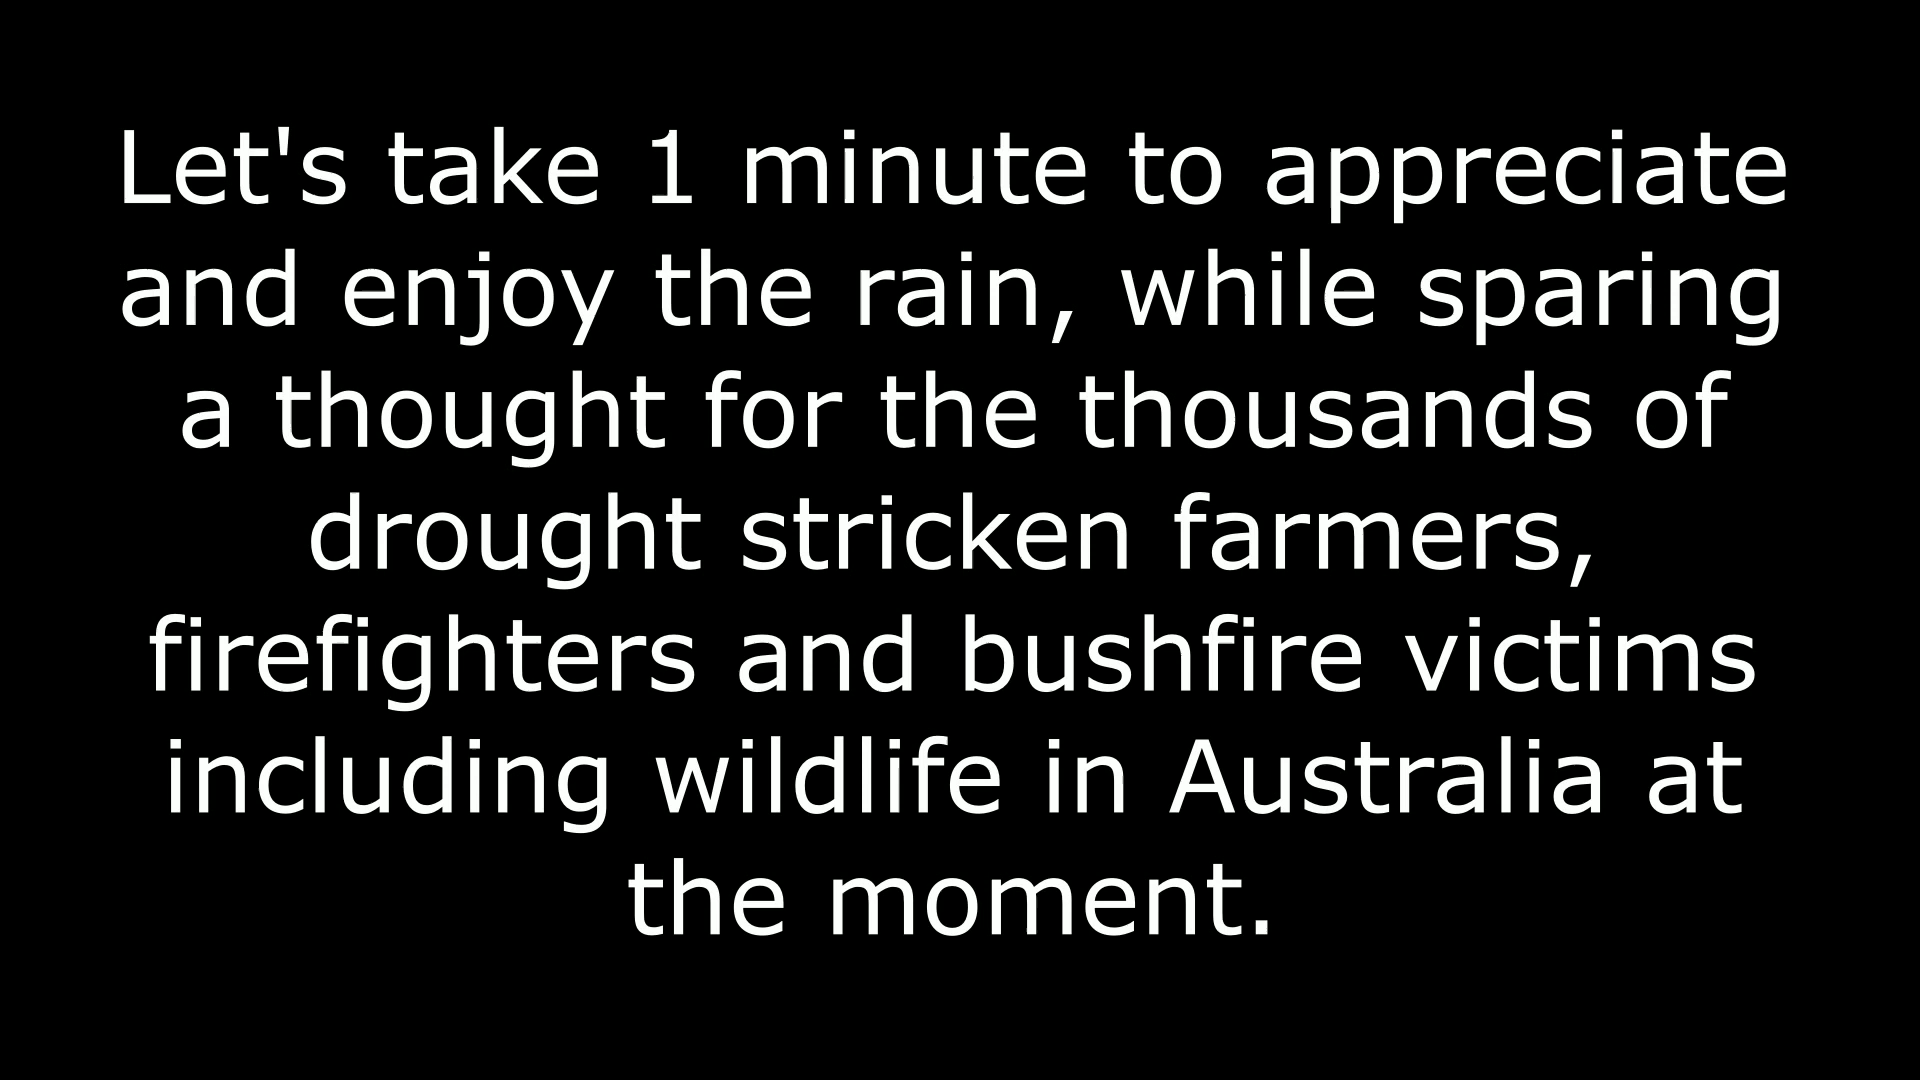 Let's take 1 minute to appreciate
and enjoy the rain, while sparing
a thought for the thousands of
drought stricken farmers,
firefighters and bushfire victims
including wildlife in Australia at
the moment.